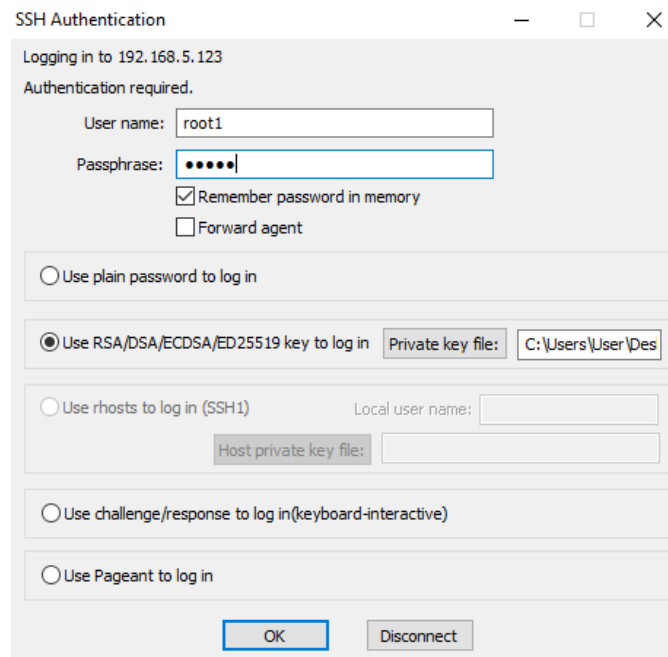 SSH Authentication
Logging in to 192.168.5.123
Authentication required.
User name: root1
Passphrase: •••••
Remember password in memory
Forward agent
Use plain password to log in
Use RSA/DSA/ECDSA/ED25519 key to log in Private key file: C:\Users\User\Des
Use rhosts to log in (SSH1) Local user name:
Host private key file:
Use challenge/response to log in(keyboard-interactive)
Use Pageant to log in
OK Disconnect